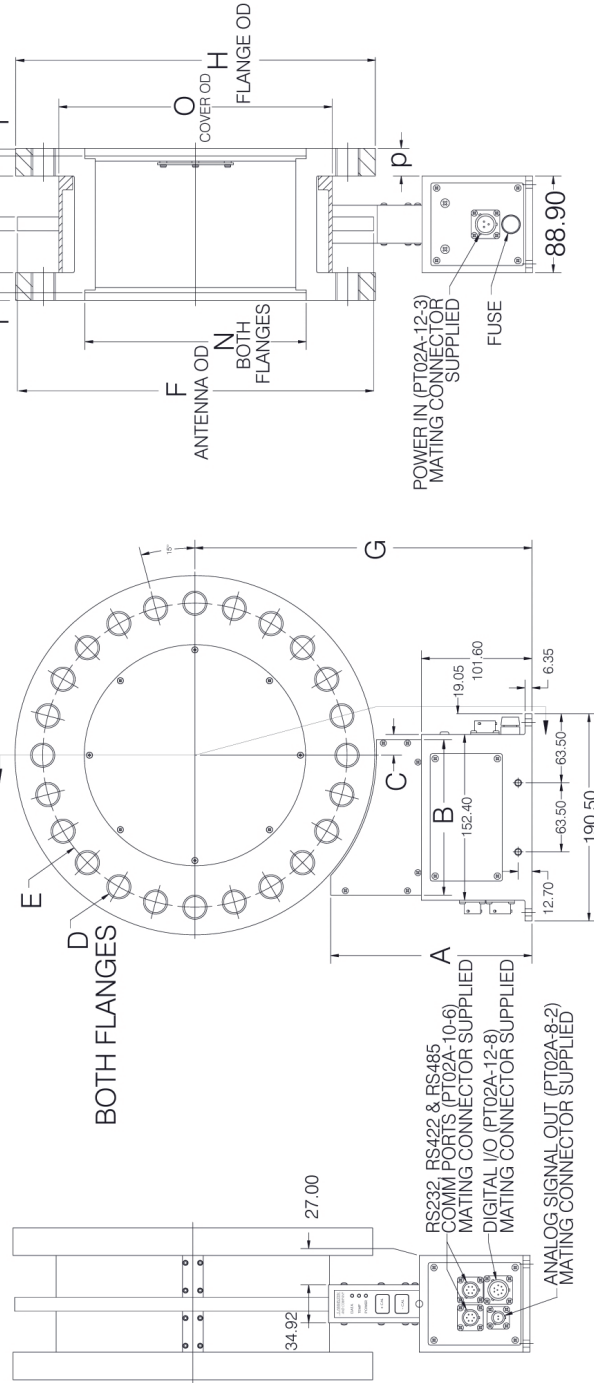 27.00
34.92
RS232, RS422 & RS485
COMM PORTS (PT02A-10-6)
MATING CONNECTOR SUPPLIED
DIGITAL I/O (PT02A-12-8)
MATING CONNECTOR SUPPLIED
ANALOG SIGNAL OUT (PT02A-8-2)
MATING CONNECTOR SUPPLIED
E
D
BOTH FLANGES
15°
G
A
B
C
152.40
19.05
101.60
6.35
12.70
63.50
63.50
190.50
H
FLANGE OD
O
COVER OD
N
BOTH
FLANGES
F
ANTENNA OD
p
88.90
POWER IN (PT02A-12-3)
MATING CONNECTOR
SUPPLIED
FUSE